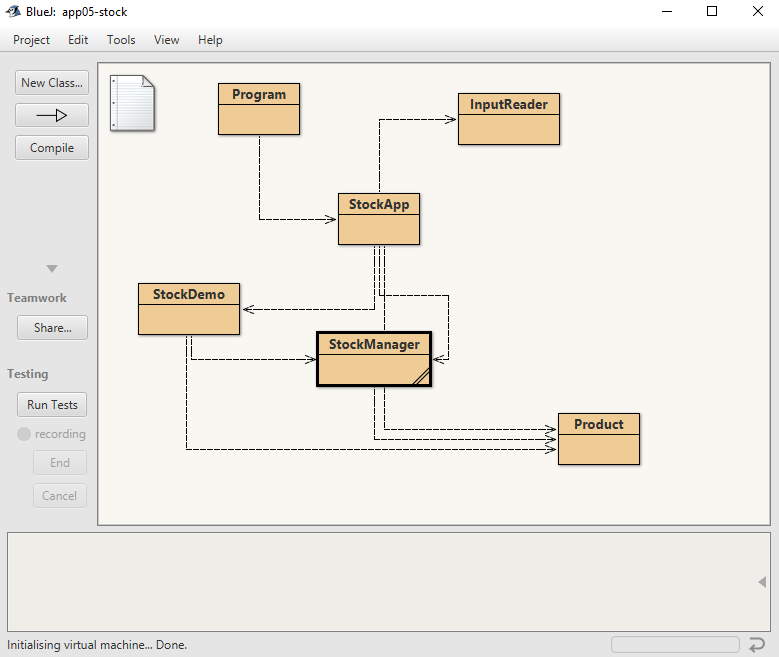 BlueJ: app05-stock
Project Edit Tools View Help
New Class...
Compile
Teamwork
Share...
Testing
Run Tests
recording
End
Cancel
Program
InputReader
StockApp
StockDemo
StockManager
Product
Initialising virtual machine... Done.